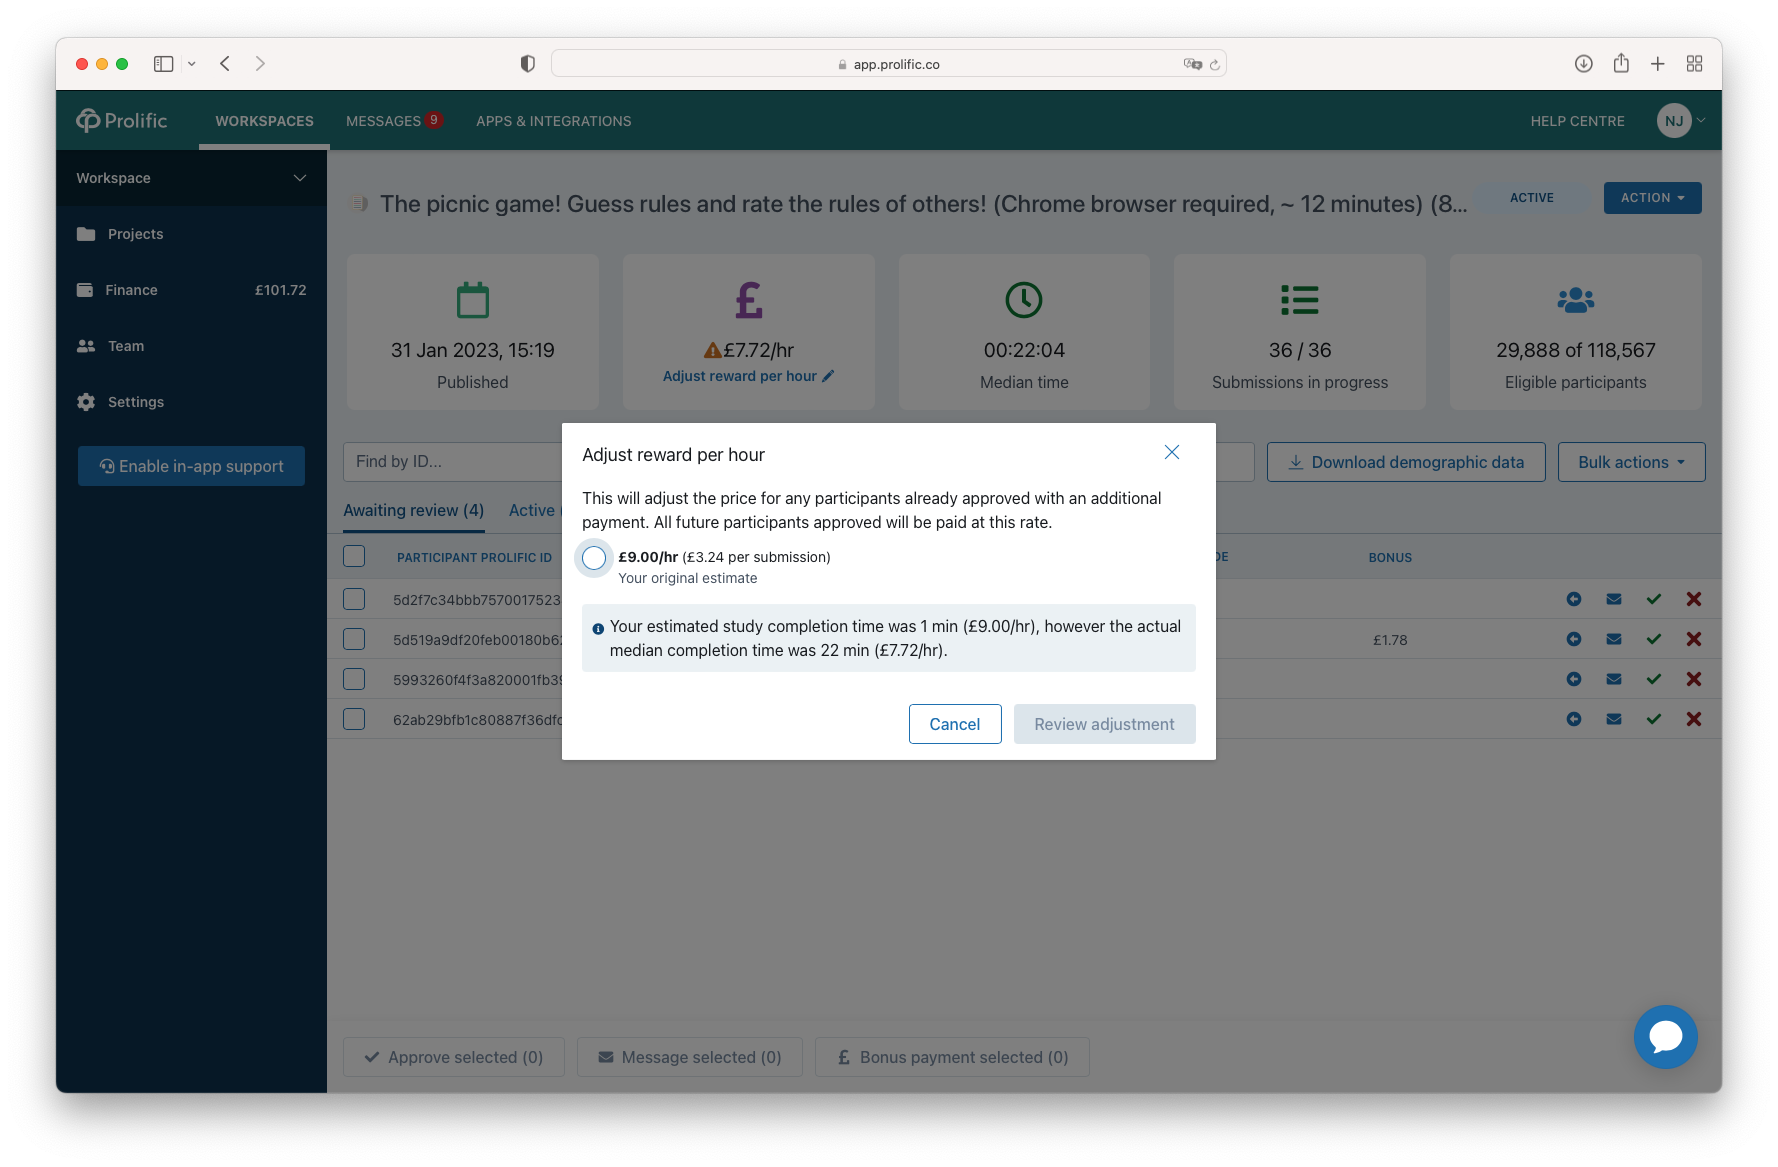 app.prolific.co
Prolific
WORKSPACES
MESSAGES 9
APPS & INTEGRATIONS
HELP CENTRE
NJ
Workspace
Projects
Finance £101.72
Team
Settings
Enable in-app support
The picnic game! Guess rules and rate the rules of others! (Chrome browser required, ~ 12 minutes) (8...
ACTIVE
ACTION
31 Jan 2023, 15:19
Published
£7.72/hr
Adjust reward per hour
00:22:04
Median time
36 / 36
Submissions in progress
29,888 of 118,567
Eligible participants
Find by ID...
Download demographic data
Bulk actions
Awaiting review (4)
Active
PARTICIPANT PROLIFIC ID
DE
BONUS
5d2f7c34bbb7570017523
5d519a9df20feb00180b6
£1.78
5993260f4f3a820001fb3
62ab29bfb1c80887f36df
Adjust reward per hour
This will adjust the price for any participants already approved with an additional
payment. All future participants approved will be paid at this rate.
£9.00/hr (£3.24 per submission)
Your original estimate
Your estimated study completion time was 1 min (£9.00/hr), however the actual
median completion time was 22 min (£7.72/hr).
Cancel
Review adjustment
Approve selected (0)
Message selected (0)
£ Bonus payment selected (0)